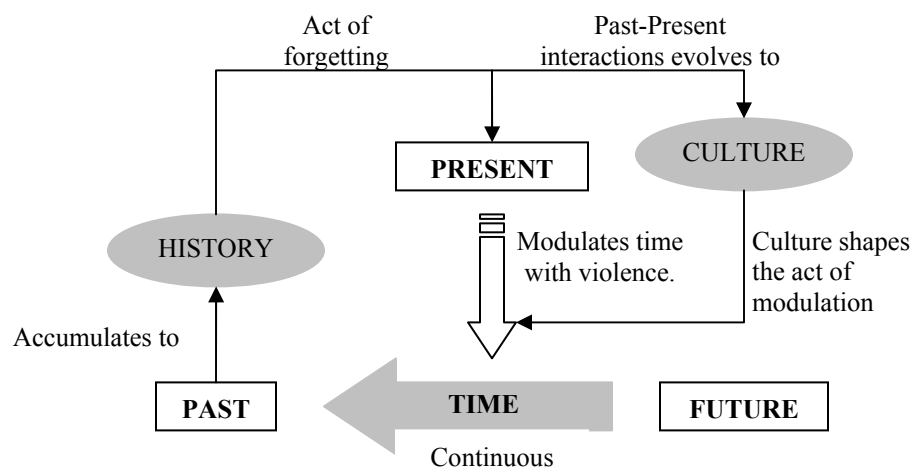 Act of
forgetting
Past-Present
interactions evolves to
PRESENT
CULTURE
HISTORY
Modulates time
with violence.
Culture shapes
the act of
modulation
Accumulates to
PAST
TIME
FUTURE
Continuous